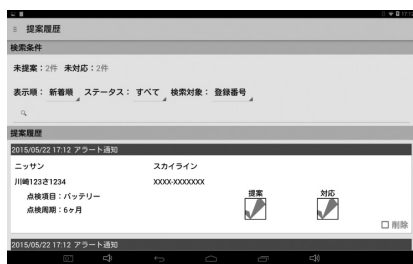 提案履歴
検索条件
未提案：2件 未対応：2件
表示順： 新着順 ステータス： すべて 検索対象： 登録番号
提案履歴
2015/05/22 17:12 アラート通知
ニッサン スカイライン
川崎123さ1234 XXXX-XXXXXXX
点検項目：バッテリー 提案 対応
点検周期：6ヶ月
削除
2015/05/22 17:12 アラート通知